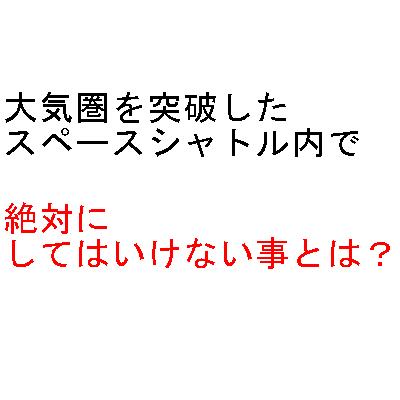 大気圏を突破した
スペースシャトル内で
絶対に
してはいけない事とは？